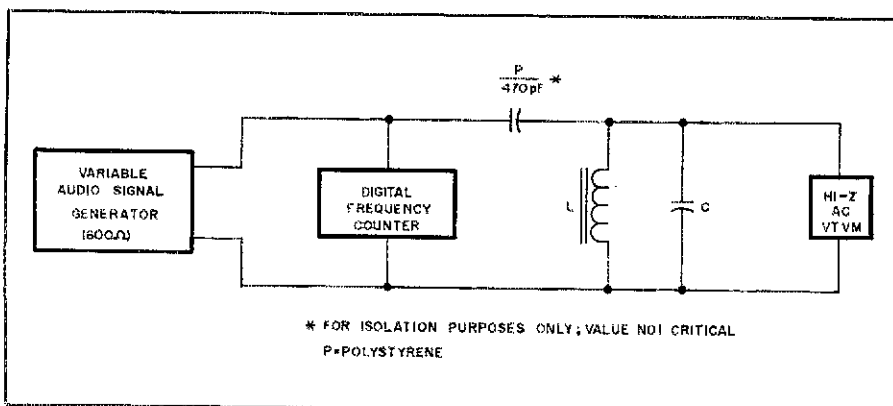 P
470pF *
VARIABLE
AUDIO SIGNAL
GENERATOR
(600Ω)
DIGITAL
FREQUENCY
COUNTER
L
C
HI-Z
AC
VTVM
* FOR ISOLATION PURPOSES ONLY; VALUE NOT CRITICAL
P=POLYSTYRENE